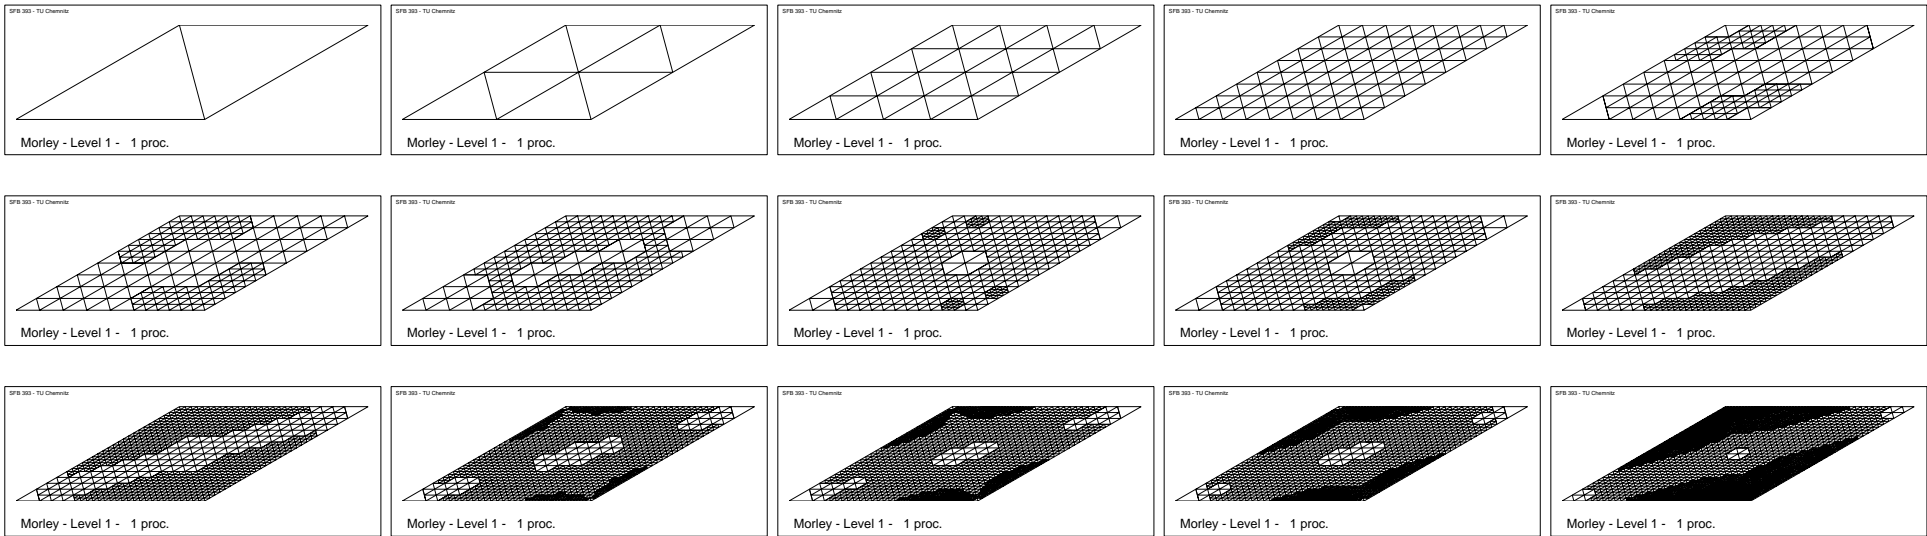 SFB 393 - TU Chemnitz
Morley - Level 1 - 1 proc.
SFB 393 - TU Chemnitz
Morley - Level 1 - 1 proc.
SFB 393 - TU Chemnitz
Morley - Level 1 - 1 proc.
SFB 393 - TU Chemnitz
Morley - Level 1 - 1 proc.
SFB 393 - TU Chemnitz
Morley - Level 1 - 1 proc.
SFB 393 - TU Chemnitz
Morley - Level 1 - 1 proc.
SFB 393 - TU Chemnitz
Morley - Level 1 - 1 proc.
SFB 393 - TU Chemnitz
Morley - Level 1 - 1 proc.
SFB 393 - TU Chemnitz
Morley - Level 1 - 1 proc.
SFB 393 - TU Chemnitz
Morley - Level 1 - 1 proc.
SFB 393 - TU Chemnitz
Morley - Level 1 - 1 proc.
SFB 393 - TU Chemnitz
Morley - Level 1 - 1 proc.
SFB 393 - TU Chemnitz
Morley - Level 1 - 1 proc.
SFB 393 - TU Chemnitz
Morley - Level 1 - 1 proc.
SFB 393 - TU Chemnitz
Morley - Level 1 - 1 proc.